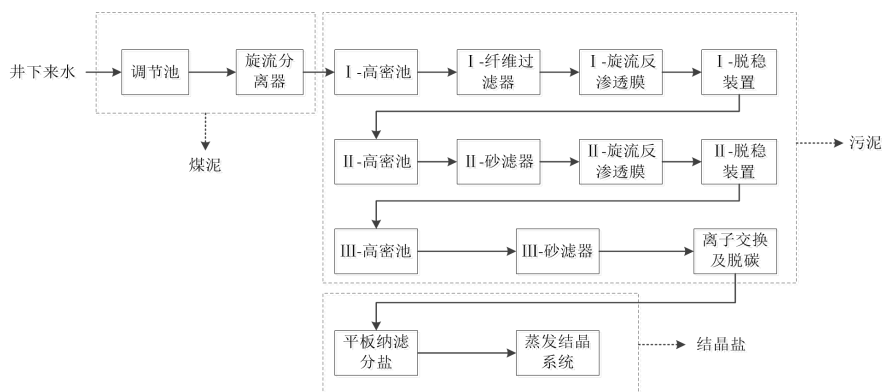 井下来水
调节池
旋流分
离器
Ⅰ-高密池
Ⅰ-纤维过
滤器
Ⅰ-旋流反
渗透膜
Ⅰ-脱稳
装置
煤泥
Ⅱ-高密池
Ⅱ-砂滤器
Ⅱ-旋流反
渗透膜
Ⅱ-脱稳
装置
污泥
Ⅲ-高密池
Ⅲ-砂滤器
离子交换
及脱碳
平板纳滤
分盐
蒸发结晶
系统
结晶盐